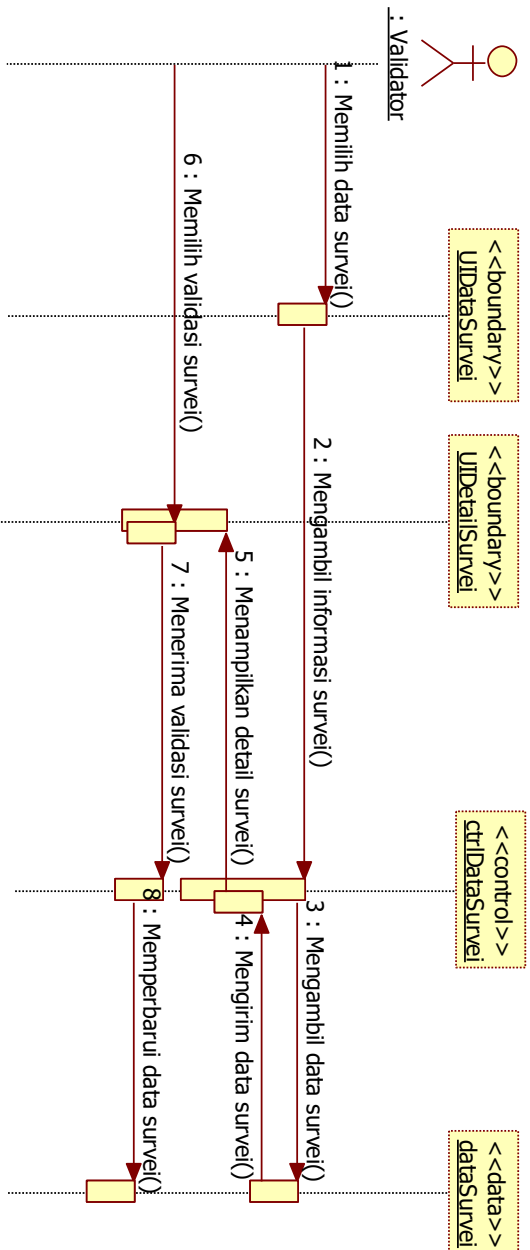 : Validator
<<boundary>>
UIDataSurvei
<<boundary>>
UIDetailSurvei
<<control>>
ctrlDataSurvei
<<data>>
dataSurvei
1 : Memilih data survei()
2 : Mengambil informasi survei()
3 : Mengambil data survei()
4 : Mengirim data survei()
5 : Menampilkan detail survei()
6 : Memilih validasi survei()
7 : Menerima validasi survei()
8 : Memperbarui data survei()